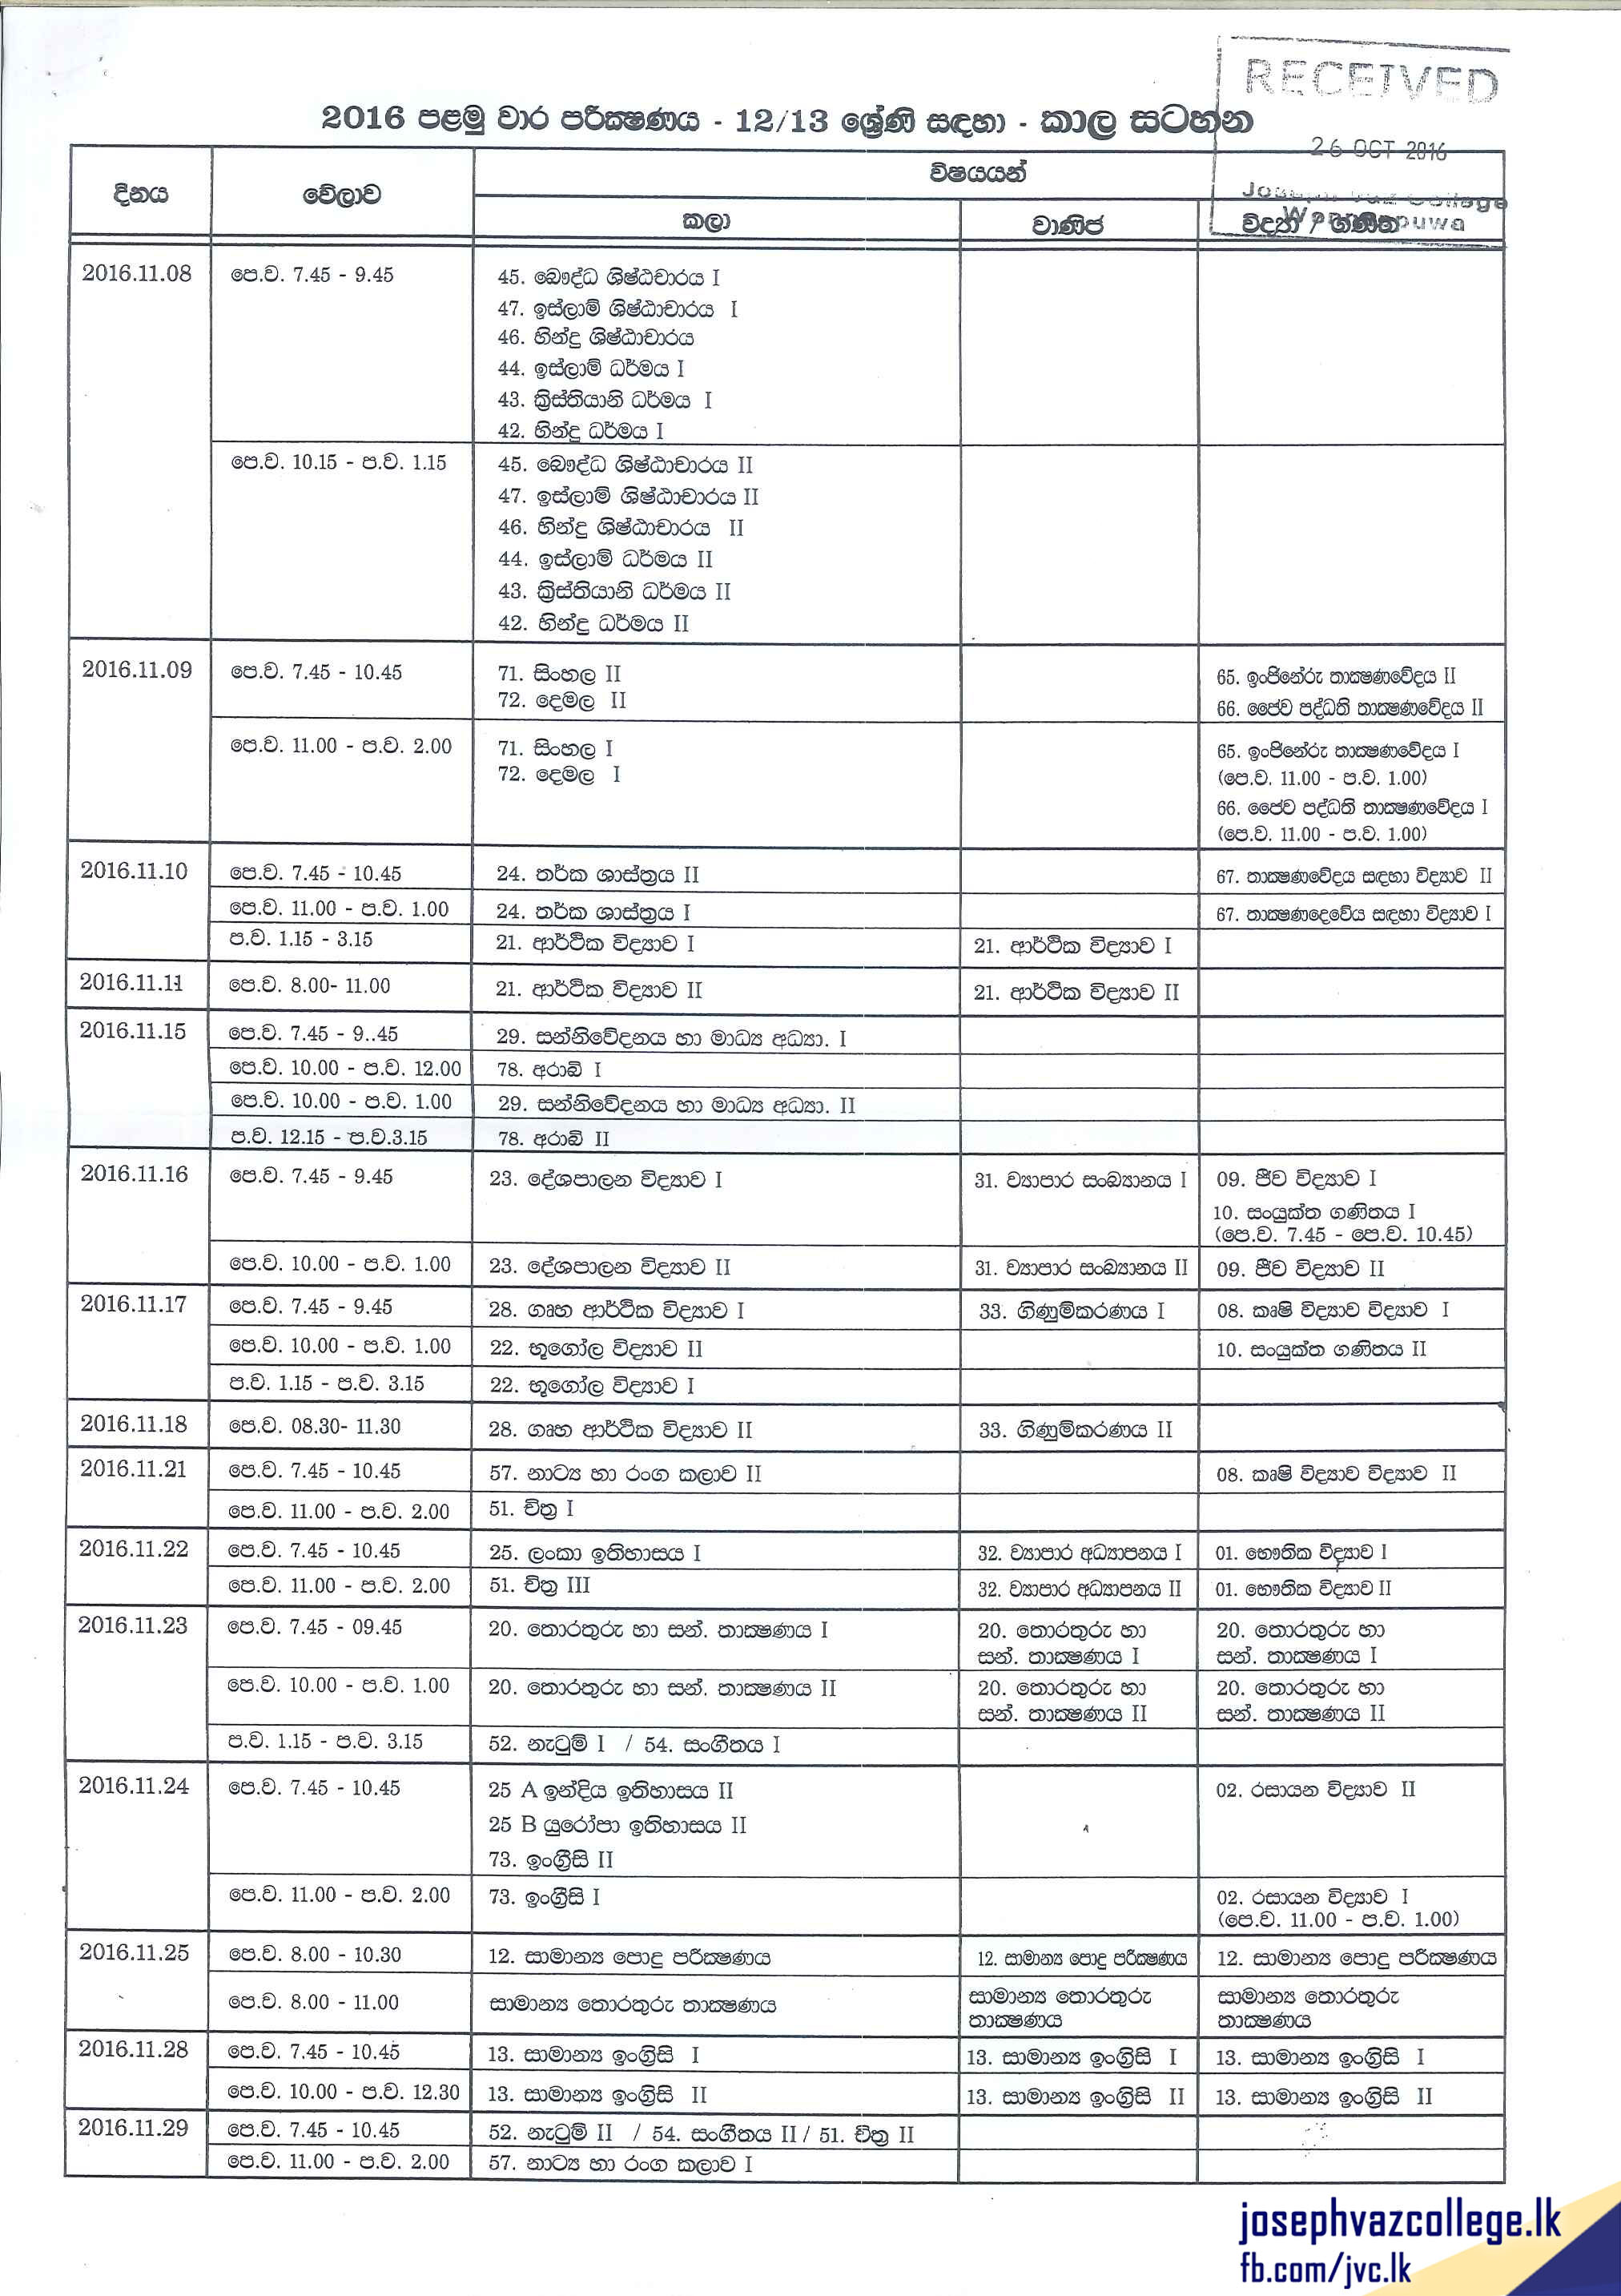 RECEIVED
2016 පළමු වාර පරීක්ෂණය - 12/13 ශ්‍රේණි සඳහා - කාල සටහන
26 OCT 2016
දිනය වේලාව විෂයයන්
College
කලා වාණිජ විද්‍යා / ගණිත
2016.11.08 පෙ.ව. 7.45 - 9.45 45. බෞද්ධ ශිෂ්ඨචාරය I
47. ඉස්ලාම් ශිෂ්ඨාචාරය I
46. හින්දු ශිෂ්ඨාචාරය
44. ඉස්ලාම් ධර්මය I
43. ක්‍රිස්තියානි ධර්මය I
42. හින්දු ධර්මය I
පෙ.ව. 10.15 - ප.ව. 1.15 45. බෞද්ධ ශිෂ්ඨාචාරය II
47. ඉස්ලාම් ශිෂ්ඨාචාරය II
46. හින්දු ශිෂ්ඨාචාරය II
44. ඉස්ලාම් ධර්මය II
43. ක්‍රිස්තියානි ධර්මය II
42. හින්දු ධර්මය II
2016.11.09 පෙ.ව. 7.45 - 10.45 71. සිංහල II 65. ඉංජිනේරු තාක්ෂණවේදය II
72. දෙමල II 66. ජෛව පද්ධති තාක්ෂණවේදය II
පෙ.ව. 11.00 - ප.ව. 2.00 71. සිංහල I 65. ඉංජිනේරු තාක්ෂණවේදය I
72. දෙමල I (පෙ.ව. 11.00 - ප.ව. 1.00)
66. ජෛව පද්ධති තාක්ෂණවේදය I
(පෙ.ව. 11.00 - ප.ව. 1.00)
2016.11.10 පෙ.ව. 7.45 - 10.45 24. තර්ක ශාස්ත්‍රය II 67. තාක්ෂණවේදය සඳහා විද්‍යාව II
පෙ.ව. 11.00 - ප.ව. 1.00 24. තර්ක ශාස්ත්‍රය I 67. තාක්ෂණදෙවේය සඳහා විද්‍යාව I
ප.ව. 1.15 - 3.15 21. ආර්ථික විද්‍යාව I 21. ආර්ථික විද්‍යාව I
2016.11.11 පෙ.ව. 8.00- 11.00 21. ආර්ථික විද්‍යාව II 21. ආර්ථික විද්‍යාව II
2016.11.15 පෙ.ව. 7.45 - 9..45 29. සන්නිවේදනය හා මාධ්‍ය අධ්‍යා. I
පෙ.ව. 10.00 - ප.ව. 12.00 78. අරාබි I
පෙ.ව. 10.00 - ප.ව. 1.00 29. සන්නිවේදනය හා මාධ්‍ය අධ්‍යා. II
ප.ව. 12.15 - ප.ව.3.15 78. අරාබි II
2016.11.16 පෙ.ව. 7.45 - 9.45 23. දේශපාලන විද්‍යාව I 31. ව්‍යාපාර සංඛ්‍යානය I 09. ජීව විද්‍යාව I
10. සංයුක්ත ගණිතය I
(පෙ.ව. 7.45 - පෙ.ව. 10.45)
පෙ.ව. 10.00 - ප.ව. 1.00 23. දේශපාලන විද්‍යාව II 31. ව්‍යාපාර සංඛ්‍යානය II 09. ජීව විද්‍යාව II
2016.11.17 පෙ.ව. 7.45 - 9.45 28. ගෘහ ආර්ථික විද්‍යාව I 33. ගිණුම්කරණය I 08. කෘෂි විද්‍යාව විද්‍යාව I
පෙ.ව. 10.00 - ප.ව. 1.00 22. භූගෝල විද්‍යාව II 10. සංයුක්ත ගණිතය II
ප.ව. 1.15 - ප.ව. 3.15 22. භූගෝල විද්‍යාව I
2016.11.18 පෙ.ව. 08.30- 11.30 28. ගෘහ ආර්ථික විද්‍යාව II 33. ගිණුම්කරණය II
2016.11.21 පෙ.ව. 7.45 - 10.45 57. නාට්‍ය හා රංග කලාව II 08. කෘෂි විද්‍යාව විද්‍යාව II
පෙ.ව. 11.00 - ප.ව. 2.00 51. චිත්‍ර I
2016.11.22 පෙ.ව. 7.45 - 10.45 25. ලංකා ඉතිහාසය I 32. ව්‍යාපාර අධ්‍යාපනය I 01. භෞතික විද්‍යාව I
පෙ.ව. 11.00 - ප.ව. 2.00 51. චිත්‍ර III 32. ව්‍යාපාර අධ්‍යාපනය II 01. භෞතික විද්‍යාව II
2016.11.23 පෙ.ව. 7.45 - 09.45 20. තොරතුරු හා සන්. තාක්ෂණය I 20. තොරතුරු හා 20. තොරතුරු හා
සන්. තාක්ෂණය I සන්. තාක්ෂණය I
පෙ.ව. 10.00 - ප.ව. 1.00 20. තොරතුරු හා සන්. තාක්ෂණය II 20. තොරතුරු හා 20. තොරතුරු හා
සන්. තාක්ෂණය II සන්. තාක්ෂණය II
ප.ව. 1.15 - ප.ව. 3.15 52. නැටුම් I / 54. සංගීතය I
2016.11.24 පෙ.ව. 7.45 - 10.45 25 A ඉන්දිය ඉතිහාසය II 02. රසායන විද්‍යාව II
25 B යුරෝපා ඉතිහාසය II
73. ඉංග්‍රීසි II
පෙ.ව. 11.00 - ප.ව. 2.00 73. ඉංග්‍රීසි I 02. රසායන විද්‍යාව I
(පෙ.ව. 11.00 - ප.ව. 1.00)
2016.11.25 පෙ.ව. 8.00 - 10.30 12. සාමාන්‍ය පොදු පරීක්ෂණය 12. සාමාන්‍ය පොදු පරීක්ෂණය 12. සාමාන්‍ය පොදු පරීක්ෂණය
පෙ.ව. 8.00 - 11.00 සාමාන්‍ය තොරතුරු තාක්ෂණය සාමාන්‍ය තොරතුරු සාමාන්‍ය තොරතුරු
තාක්ෂණය තාක්ෂණය
2016.11.28 පෙ.ව. 7.45 - 10.45 13. සාමාන්‍ය ඉංග්‍රිසි I 13. සාමාන්‍ය ඉංග්‍රිසි I 13. සාමාන්‍ය ඉංග්‍රිසි I
පෙ.ව. 10.00 - ප.ව. 12.30 13. සාමාන්‍ය ඉංග්‍රිසි II 13. සාමාන්‍ය ඉංග්‍රිසි II 13. සාමාන්‍ය ඉංග්‍රිසි II
2016.11.29 පෙ.ව. 7.45 - 10.45 52. නැටුම් II / 54. සංගීතය II / 51. චිත්‍ර II
පෙ.ව. 11.00 - ප.ව. 2.00 57. නාට්‍ය හා රංග කලාව I
josephvazcollege.lk
fb.com/jvc.lk